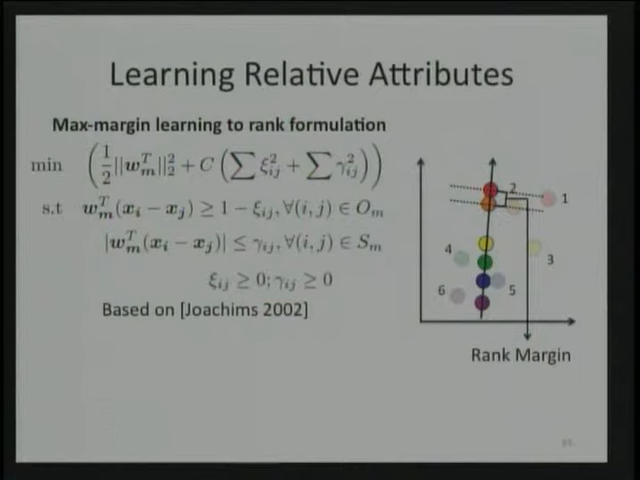 Learning Relative Attributes
Max-margin learning to rank formulation
min (1/2 ||w_m^T||_2^2 + C (∑ ξ_ij^2 + ∑ γ_ij^2))
s.t w_m^T(x_i − x_j) ≥ 1 − ξ_ij, ∀(i, j) ∈ O_m
|w_m^T(x_i − x_j)| ≤ γ_ij, ∀(i, j) ∈ S_m
ξ_ij ≥ 0; γ_ij ≥ 0
Based on [Joachims 2002]
2
1
4
3
6
5
Rank Margin